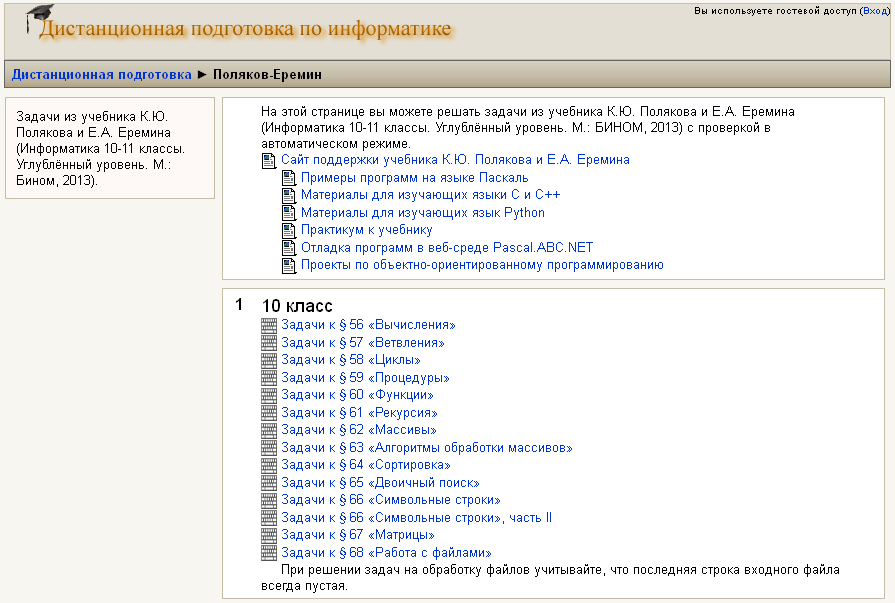 Вы используете гостевой доступ (Вход)
Дистанционная подготовка по информатике
Дистанционная подготовка ► Поляков-Еремин
Задачи из учебника К.Ю.
Полякова и Е.А. Еремина
(Информатика 10-11 классы.
Углублённый уровень. М.:
Бином, 2013).
На этой странице вы можете решать задачи из учебника К.Ю. Полякова и Е.А. Еремина
(Информатика 10-11 классы. Углублённый уровень. М.: БИНОМ, 2013) с проверкой в
автоматическом режиме.
Сайт поддержки учебника К.Ю. Полякова и Е.А. Еремина
Примеры программ на языке Паскаль
Материалы для изучающих языки C и C++
Материалы для изучающих язык Python
Практикум к учебнику
Отладка программ в веб-среде Pascal.ABC.NET
Проекты по объектно-ориентированному программированию
1 10 класс
Задачи к § 56 «Вычисления»
Задачи к § 57 «Ветвления»
Задачи к § 58 «Циклы»
Задачи к § 59 «Процедуры»
Задачи к § 60 «Функции»
Задачи к § 61 «Рекурсия»
Задачи к § 62 «Массивы»
Задачи к § 63 «Алгоритмы обработки массивов»
Задачи к § 64 «Сортировка»
Задачи к § 65 «Двоичный поиск»
Задачи к § 66 «Символьные строки»
Задачи к § 66 «Символьные строки», часть II
Задачи к § 67 «Матрицы»
Задачи к § 68 «Работа с файлами»
При решении задач на обработку файлов учитывайте, что последняя строка входного файла
всегда пустая.